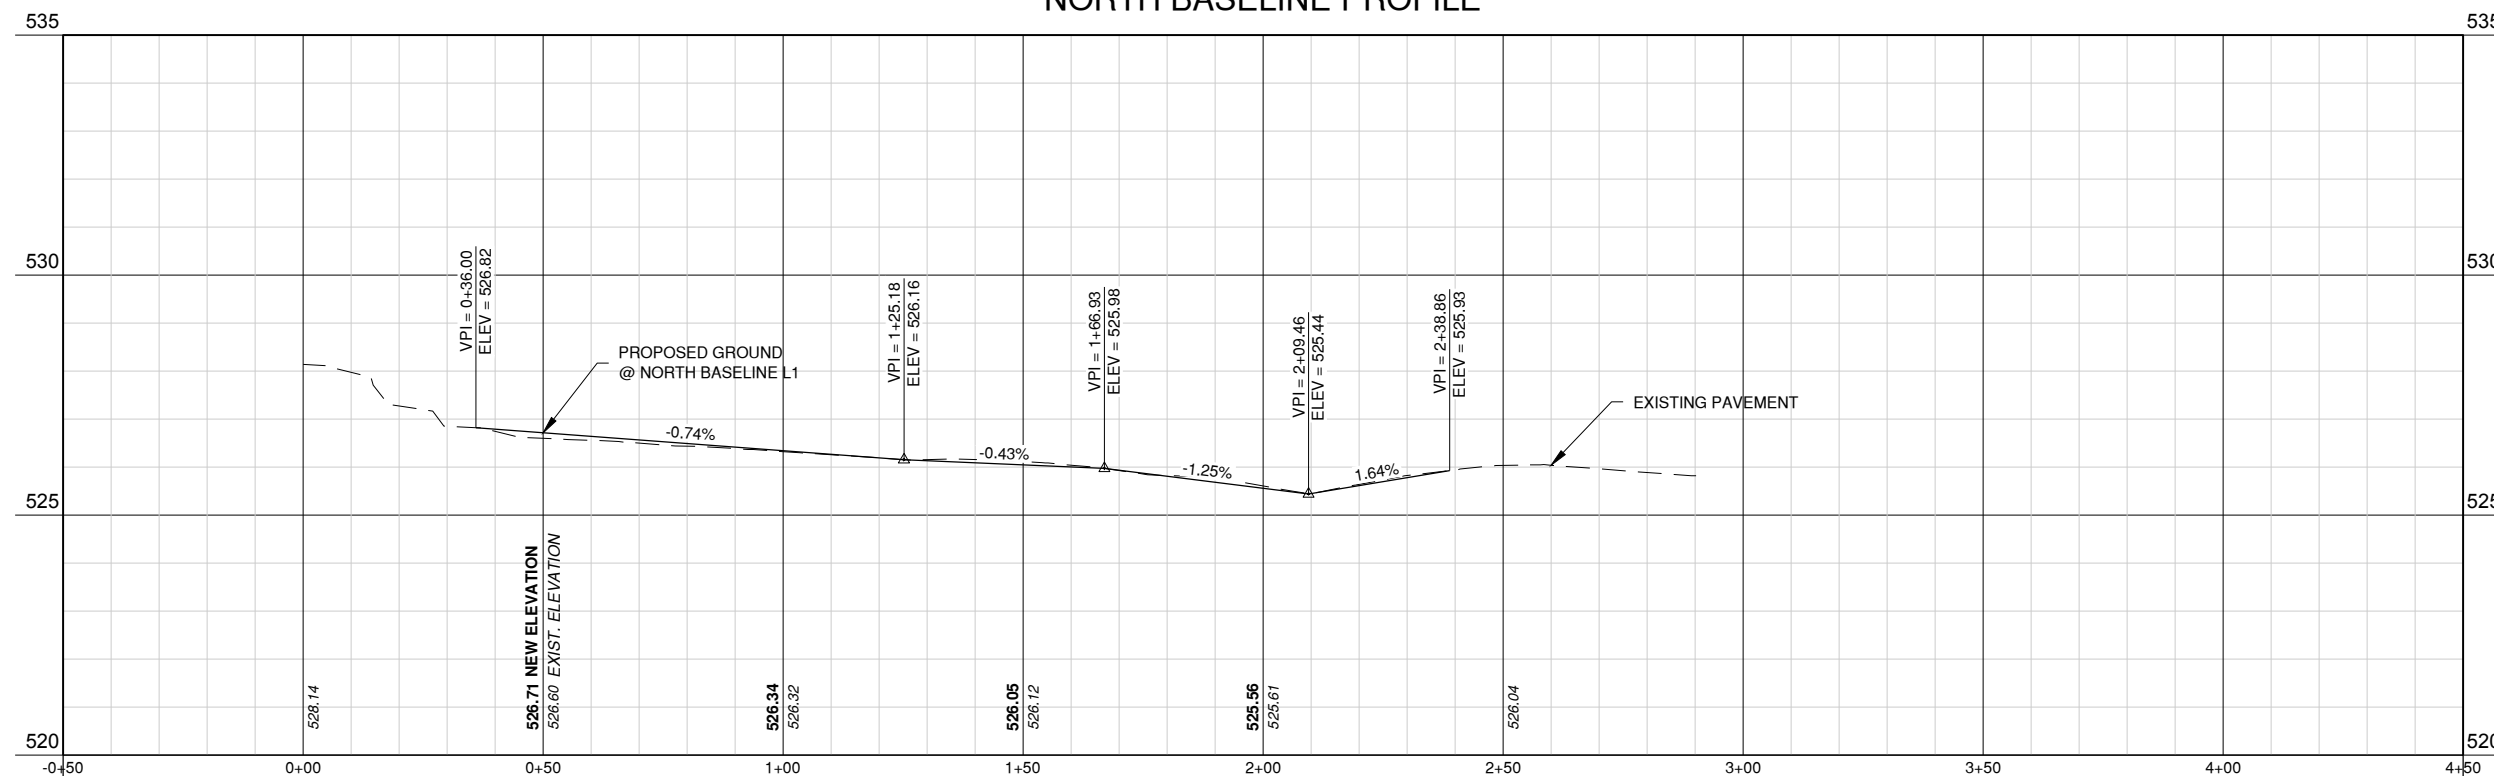 NORTH BASELINE PROFILE
535
535
530
530
525
525
520
520
VPI = 0+36.00
ELEV = 526.82
VPI = 1+25.18
ELEV = 526.16
VPI = 1+66.93
ELEV = 525.98
VPI = 2+09.46
ELEV = 525.44
VPI = 2+38.86
ELEV = 525.93
PROPOSED GROUND
@ NORTH BASELINE L1
EXISTING PAVEMENT
-0.74%
-0.43%
-1.25%
1.64%
528.14
526.71 NEW ELEVATION
526.60 EXIST. ELEVATION
526.34
526.32
526.05
526.12
525.56
525.61
526.04
-0+50
0+00
0+50
1+00
1+50
2+00
2+50
3+00
3+50
4+00
4+50